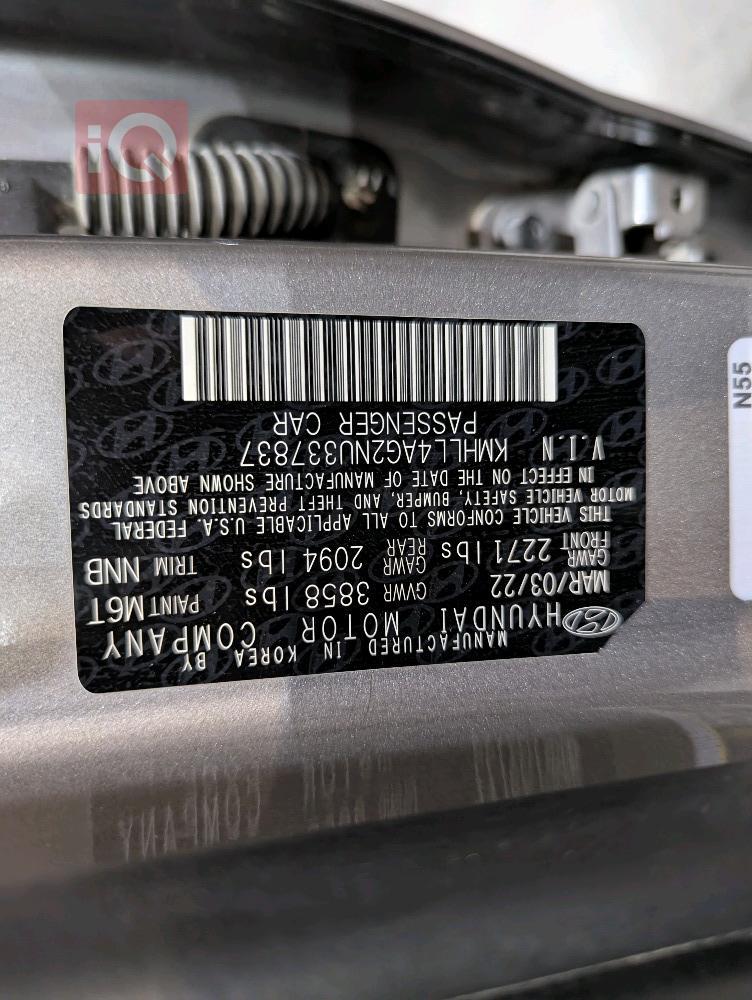 MANUFACTURED IN KOREA BY
HYUNDAI MOTOR COMPANY
MAR/03/22 GVWR 3858 lbs PAINT M6T
GAWR FRONT 2271 lbs GAWR REAR 2094 lbs TRIM NNB
THIS VEHICLE CONFORMS TO ALL APPLICABLE U.S.A. FEDERAL
MOTOR VEHICLE SAFETY, BUMPER, AND THEFT PREVENTION STANDARDS
IN EFFECT ON THE DATE OF MANUFACTURE SHOWN ABOVE
V.I.N KMHLL4AG2NU337837
PASSENGER CAR
N55
iQ